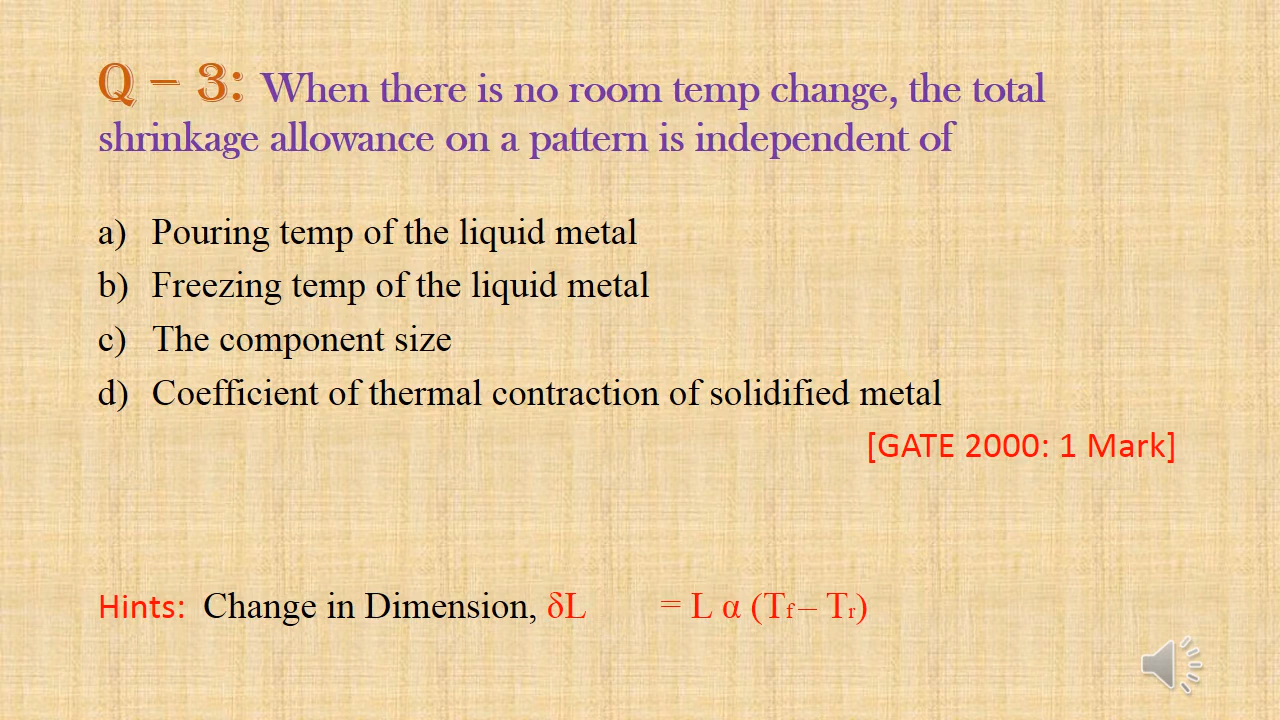 Q – 3: When there is no room temp change, the total
shrinkage allowance on a pattern is independent of
a) Pouring temp of the liquid metal
b) Freezing temp of the liquid metal
c) The component size
d) Coefficient of thermal contraction of solidified metal
[GATE 2000: 1 Mark]
Hints: Change in Dimension, δL = L α (Tf – Tr)